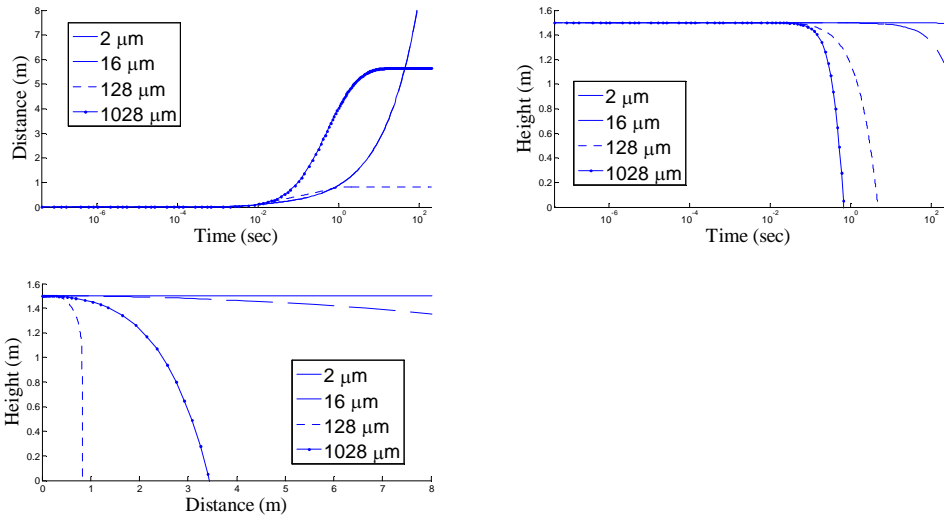 8
7
6
5
4
3
2
1
0
Distance (m)
2 μm
16 μm
128 μm
1028 μm
10^-6
10^-4
10^-2
10^0
10^2
Time (sec)
1.6
1.4
1.2
1
0.8
0.6
0.4
0.2
0
Height (m)
2 μm
16 μm
128 μm
1028 μm
10^-6
10^-4
10^-2
10^0
10^2
Time (sec)
1.6
1.4
1.2
1
0.8
0.6
0.4
0.2
0
Height (m)
2 μm
16 μm
128 μm
1028 μm
0 1 2 3 4 5 6 7 8
Distance (m)